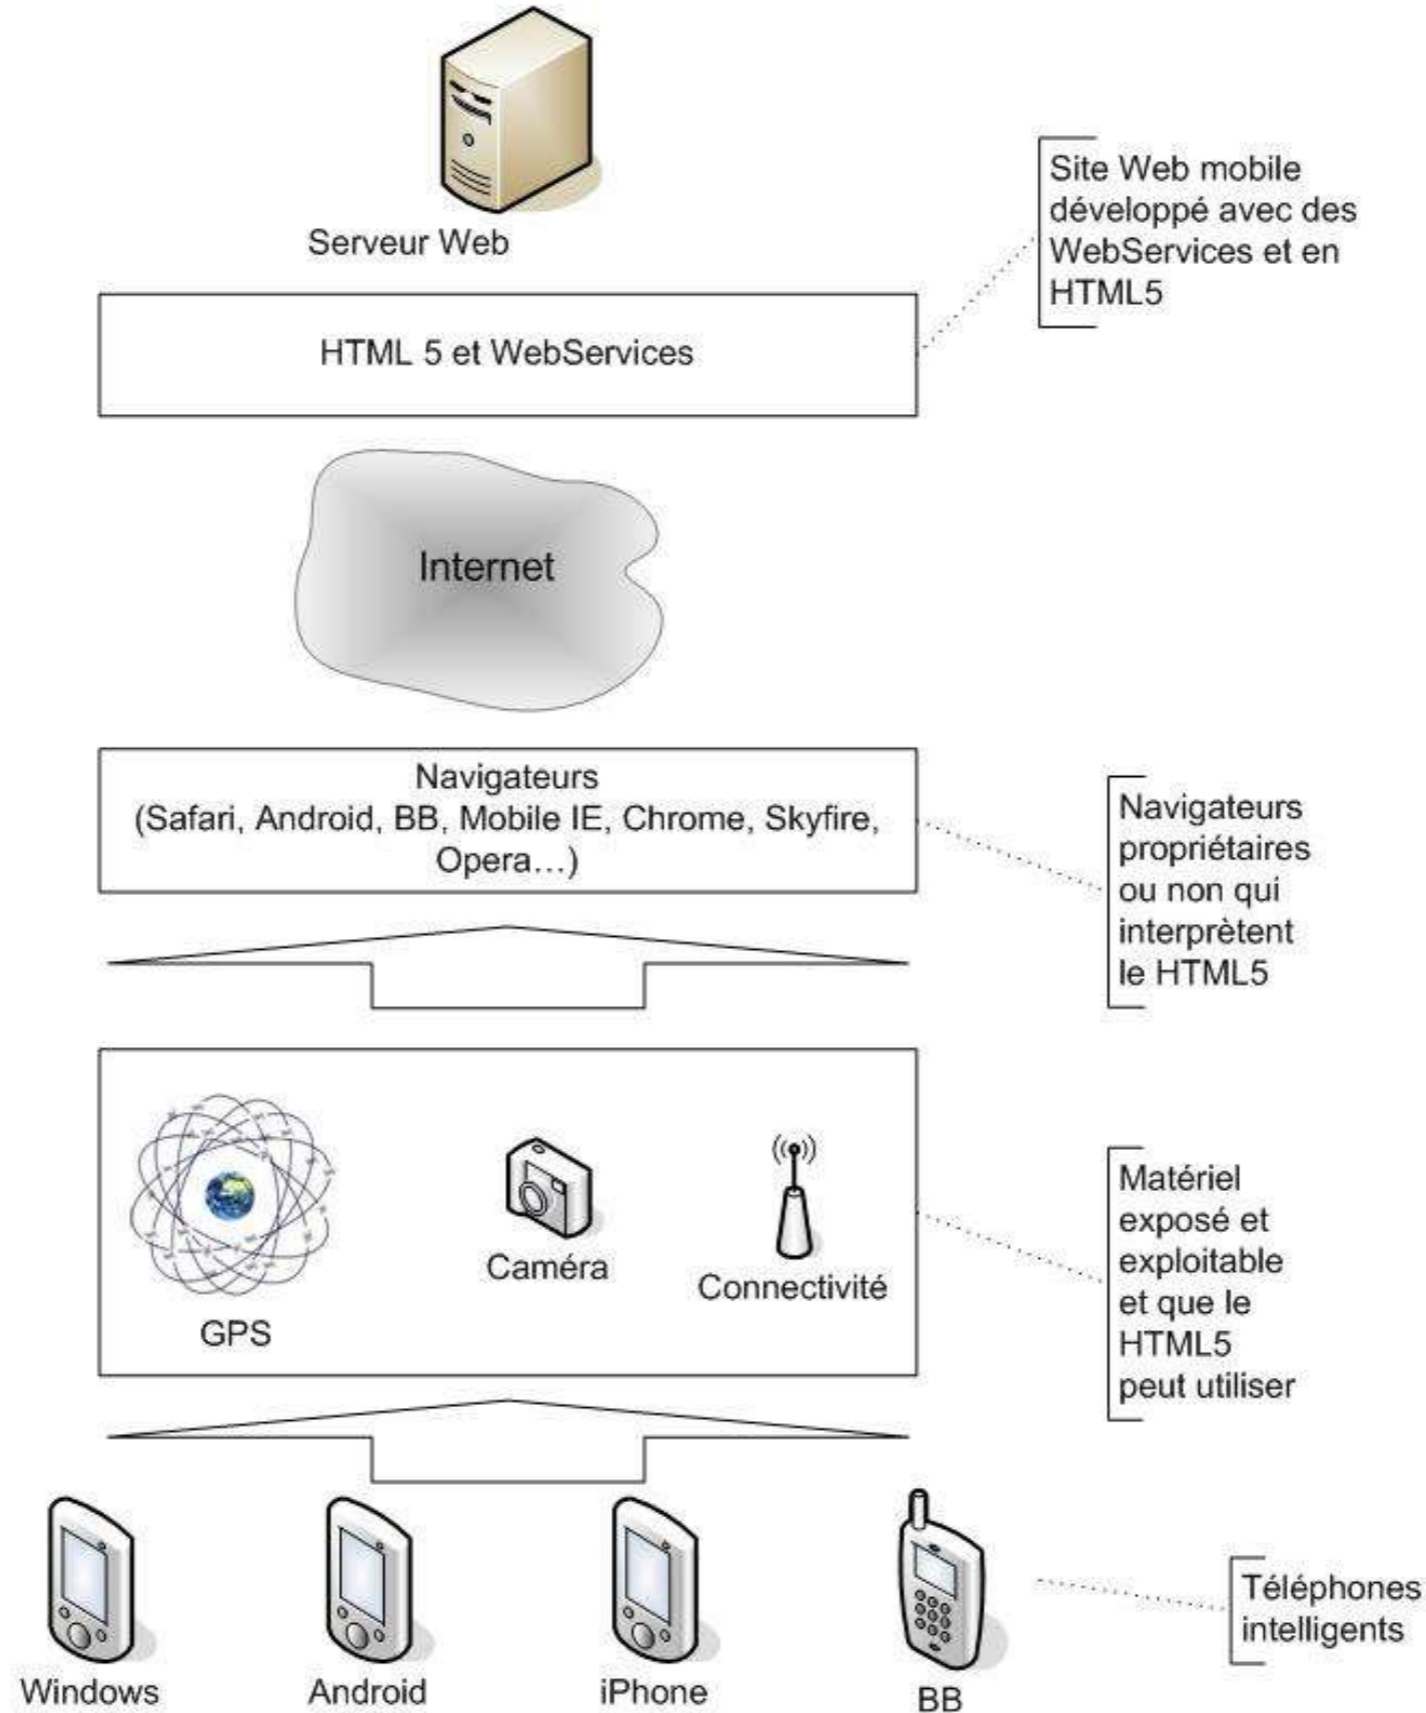 Serveur Web
Site Web mobile
développé avec des
WebServices et en
HTML5
HTML 5 et WebServices
Internet
Navigateurs
(Safari, Android, BB, Mobile IE, Chrome, Skyfire,
Opera...)
Navigateurs
propriétaires
ou non qui
interprètent
le HTML5
GPS
Caméra
Connectivité
Matériel
exposé et
exploitable
et que le
HTML5
peut utiliser
Windows
Android
iPhone
BB
Téléphones
intelligents